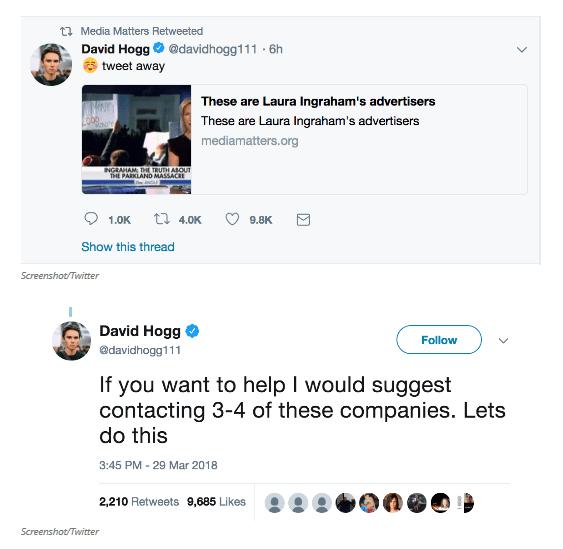 Media Matters Retweeted
David Hogg @davidhogg111 · 6h
☺️ tweet away
These are Laura Ingraham's advertisers
These are Laura Ingraham's advertisers
mediamatters.org
INGRAHAM: THE TRUTH ABOUT
THE PARKLAND MASSACRE
1.0K 4.0K 9.8K
Show this thread
Screenshot/Twitter
David Hogg
@davidhogg111
Follow
If you want to help I would suggest
contacting 3-4 of these companies. Lets
do this
3:45 PM - 29 Mar 2018
2,210 Retweets 9,685 Likes
Screenshot/Twitter